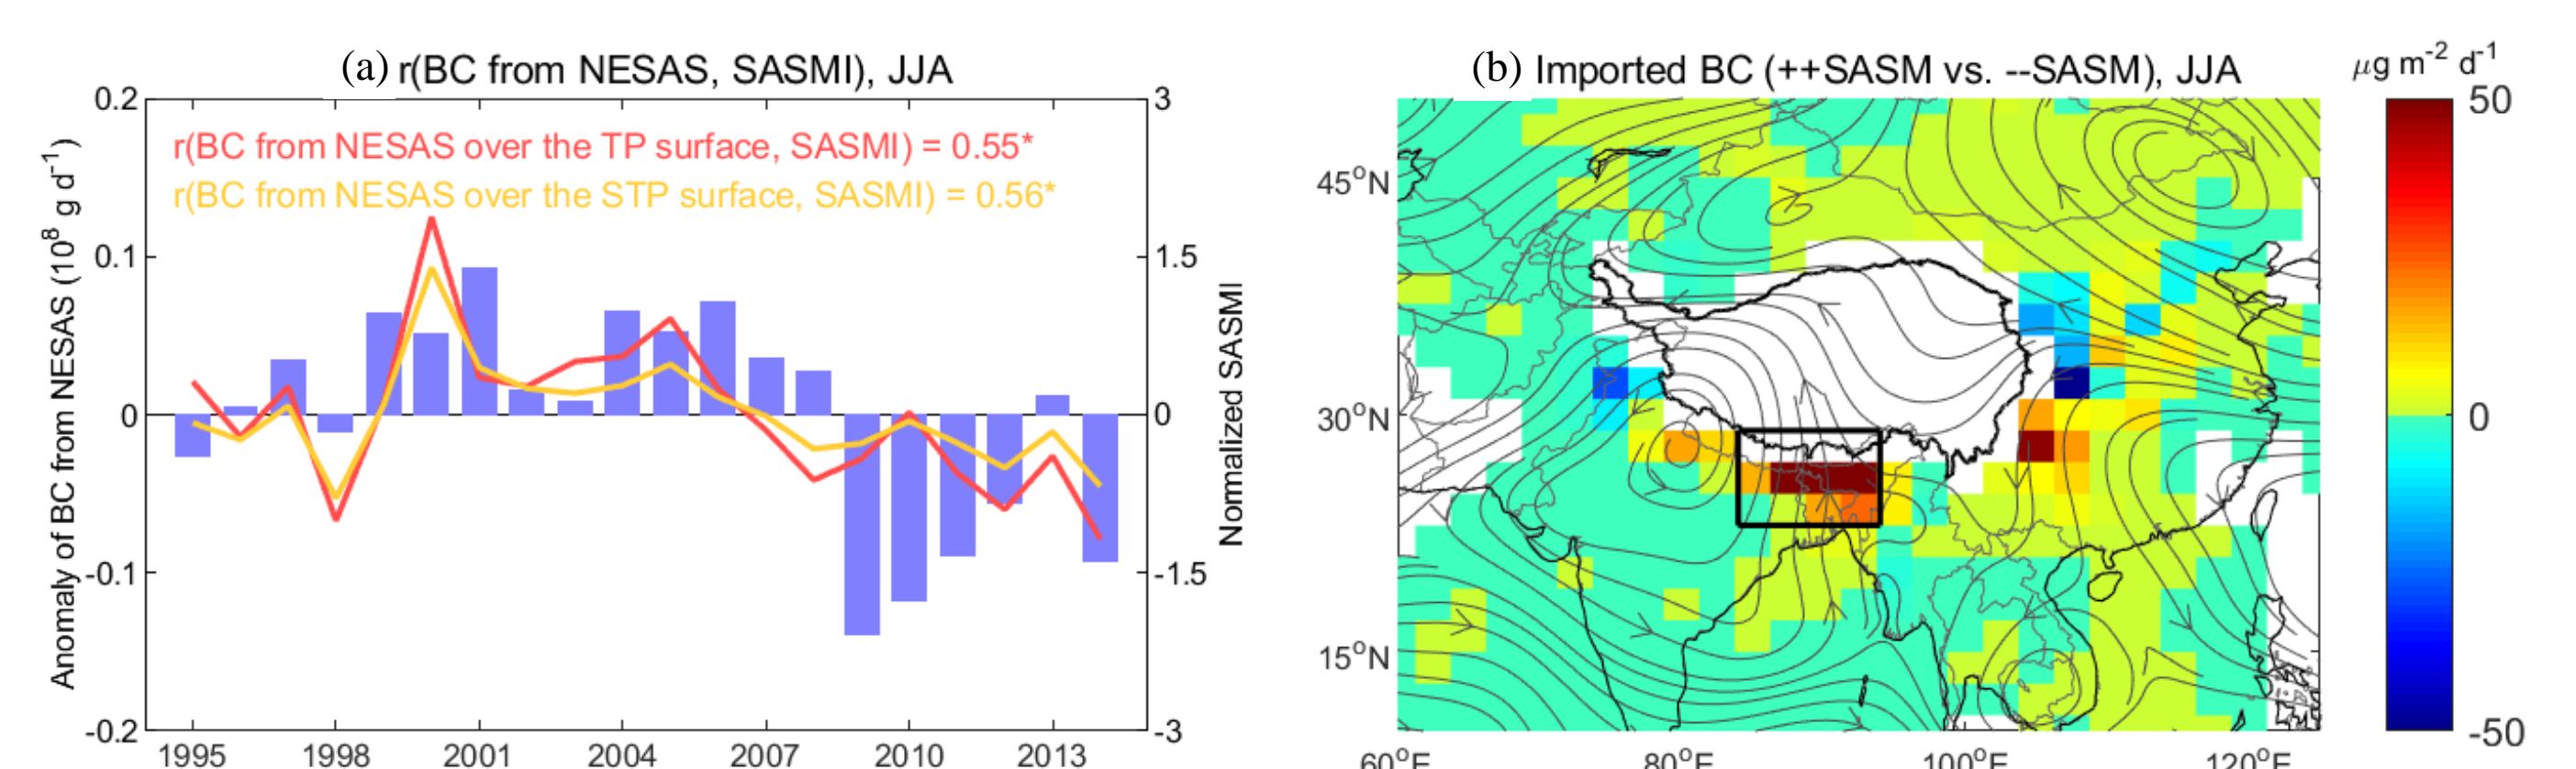 (a) r(BC from NESAS, SASMI), JJA
r(BC from NESAS over the TP surface, SASMI) = 0.55*
r(BC from NESAS over the STP surface, SASMI) = 0.56*
Anomaly of BC from NESAS (10⁸ g d⁻¹)
0.2
0.1
0
-0.1
-0.2
3
1.5
0
-1.5
-3
Normalized SASMI
1995 1998 2001 2004 2007 2010 2013
(b) Imported BC (++SASM vs. --SASM), JJA
μg m⁻² d⁻¹
45°N
30°N
15°N
60°E 80°E 100°E 120°E
50
0
-50